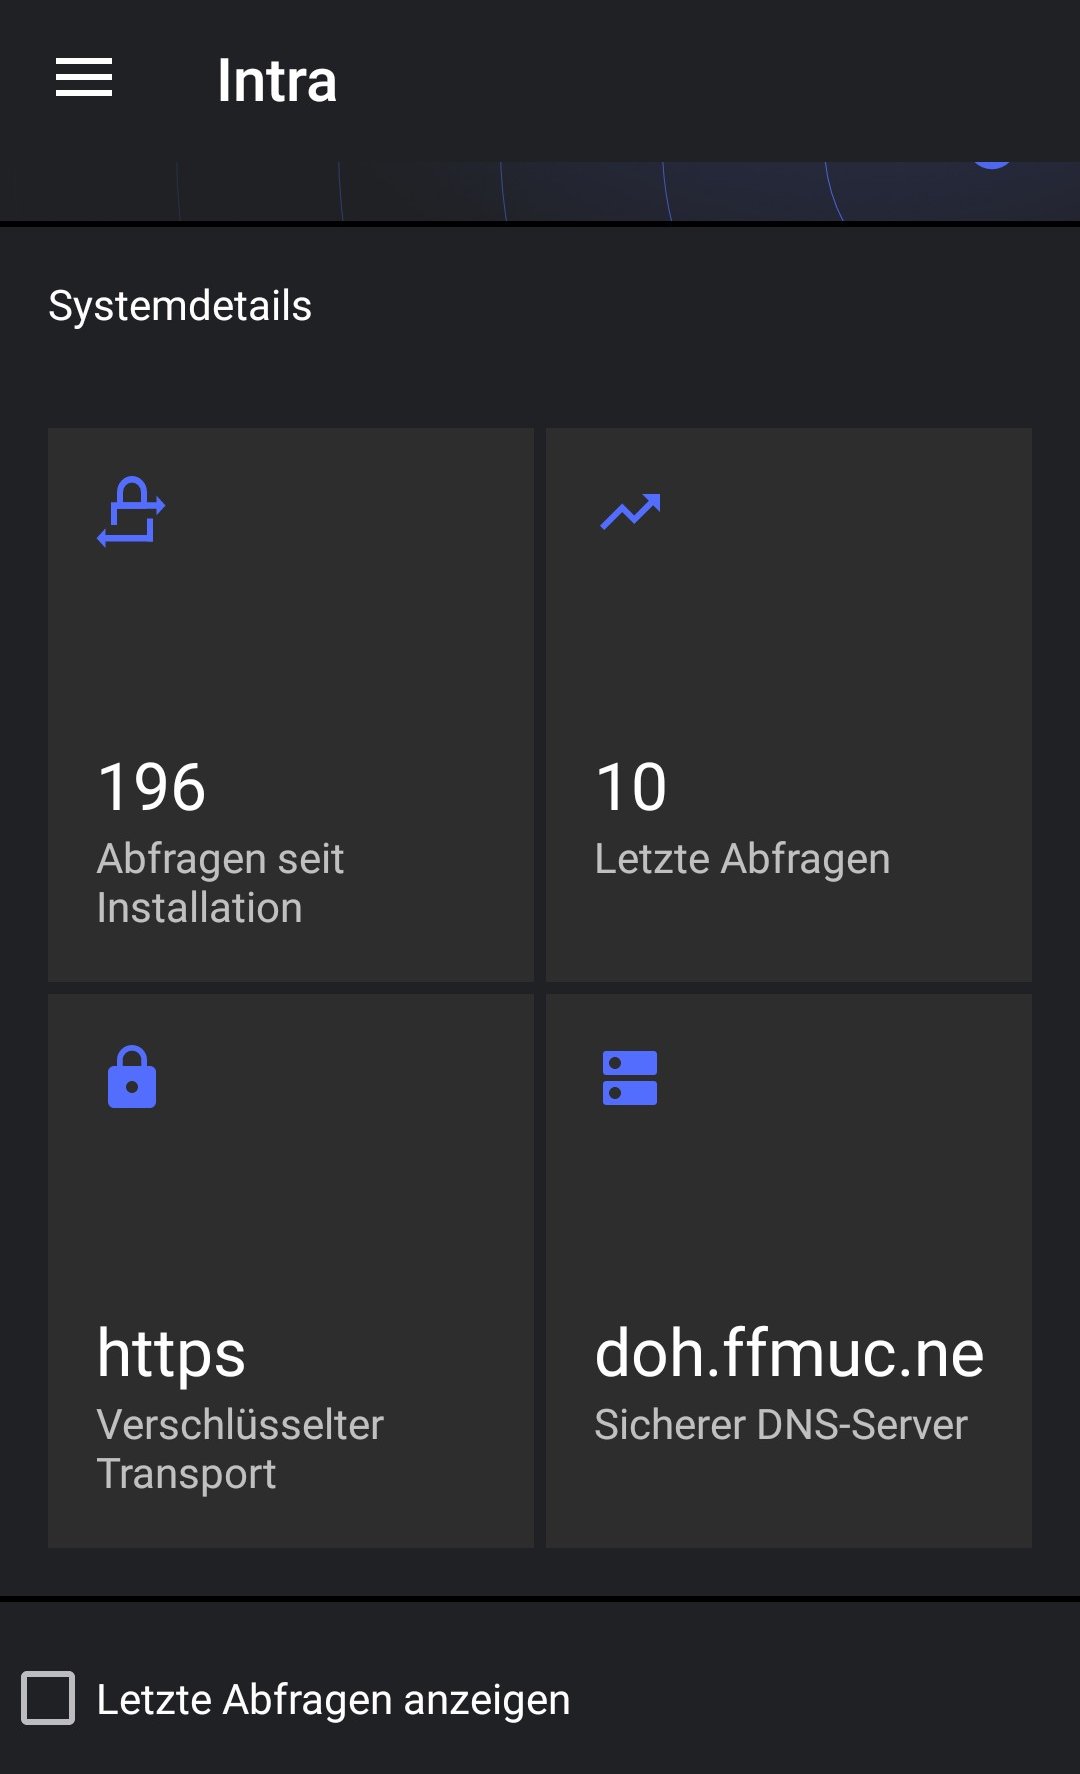 Intra
Systemdetails
196
Abfragen seit
Installation
10
Letzte Abfragen
https
Verschlüsselter
Transport
doh.ffmuc.ne
Sicherer DNS-Server
Letzte Abfragen anzeigen